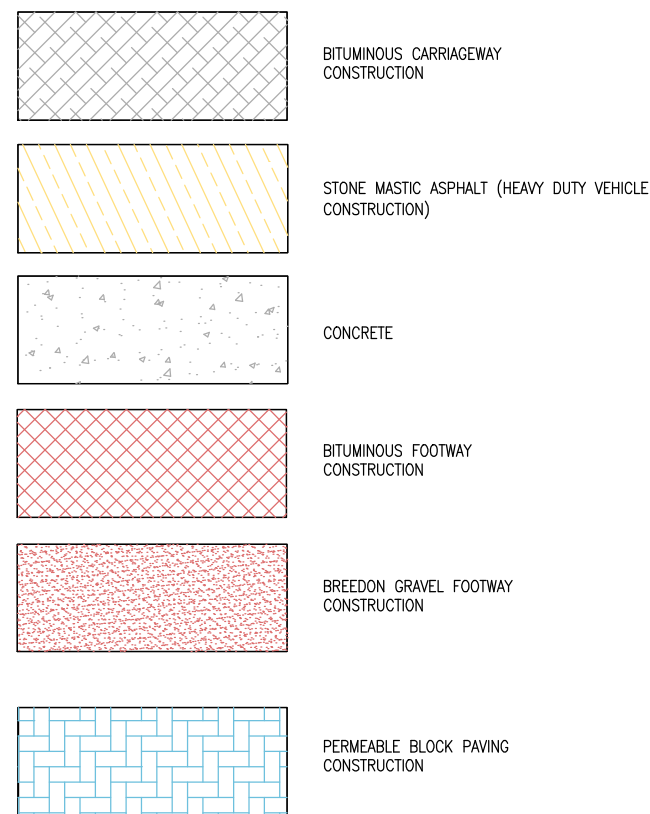 BITUMINOUS CARRIAGEWAY
CONSTRUCTION
STONE MASTIC ASPHALT (HEAVY DUTY VEHICLE
CONSTRUCTION)
CONCRETE
BITUMINOUS FOOTWAY
CONSTRUCTION
BREEDON GRAVEL FOOTWAY
CONSTRUCTION
PERMEABLE BLOCK PAVING
CONSTRUCTION